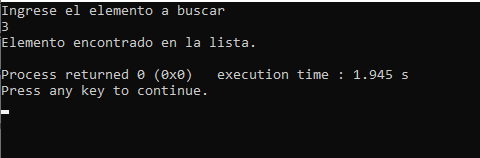 Ingrese el elemento a buscar
3
Elemento encontrado en la lista.
Process returned 0 (0x0)   execution time : 1.945 s
Press any key to continue.